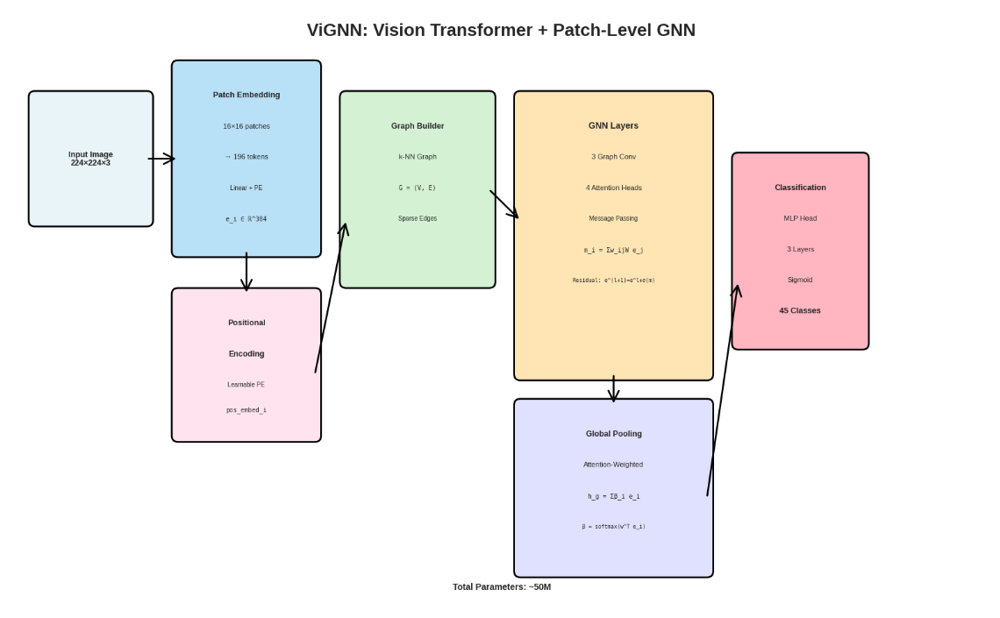 ViGNN: Vision Transformer + Patch-Level GNN
Input Image
224×224×3
Patch Embedding
16×16 patches
→ 196 tokens
Linear + PE
e_i ∈ ℝ^384
Positional
Encoding
Learnable PE
pos_embed_i
Graph Builder
k-NN Graph
G = (V, E)
Sparse Edges
GNN Layers
3 Graph Conv
4 Attention Heads
Message Passing
m_i = Σw_ijW e_j
Residual: e^(l+1)=e^l+σ(m)
Global Pooling
Attention-Weighted
h_g = Σβ_i e_i
β = softmax(w^T e_i)
Classification
MLP Head
3 Layers
Sigmoid
45 Classes
Total Parameters: ~50M